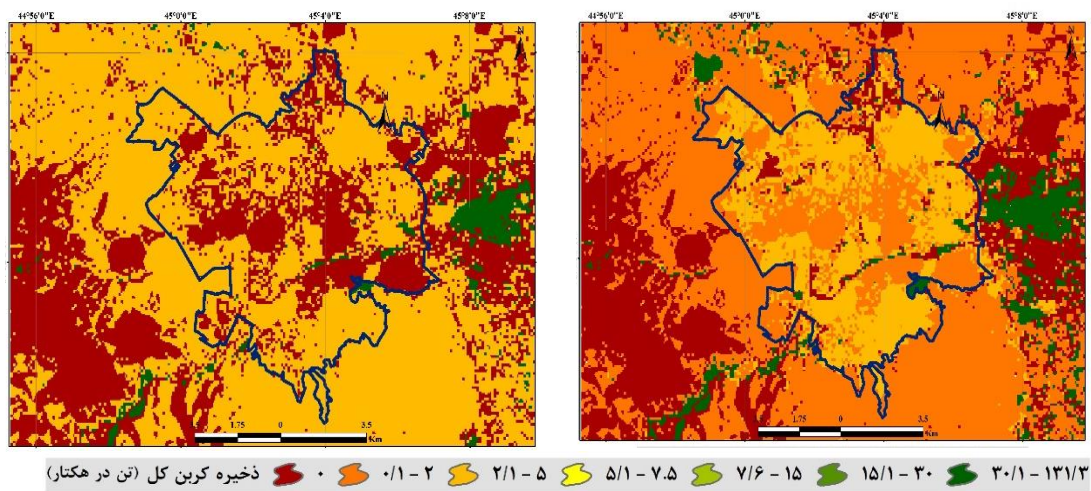 44°56'0"E 45°0'0"E 45°4'0"E 45°8'0"E
44°56'0"E 45°0'0"E 45°4'0"E 45°8'0"E
N
N
N
N
1.75 0 3.5
Km
1.75 0 3.5
Km
ذخیره کربن کل (تن در هکتار) ۰ ۰/۱ - ۲ ۲/۱ - ۵ ۵/۱ - ۷.۵ ۷/۶ - ۱۵ ۱۵/۱ - ۳۰ ۳۰/۱ - ۱۳۱/۳